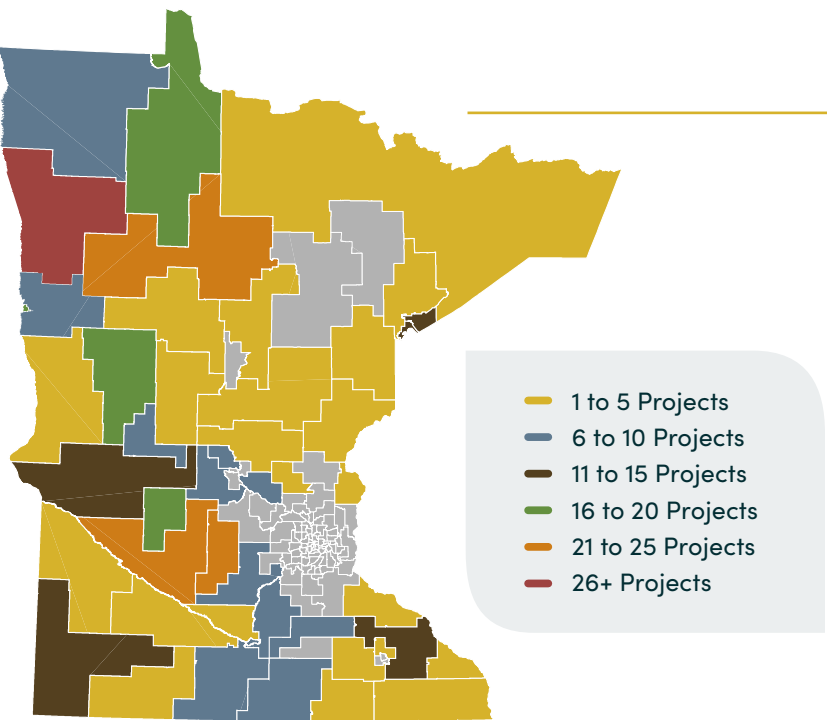 1 to 5 Projects
6 to 10 Projects
11 to 15 Projects
16 to 20 Projects
21 to 25 Projects
26+ Projects